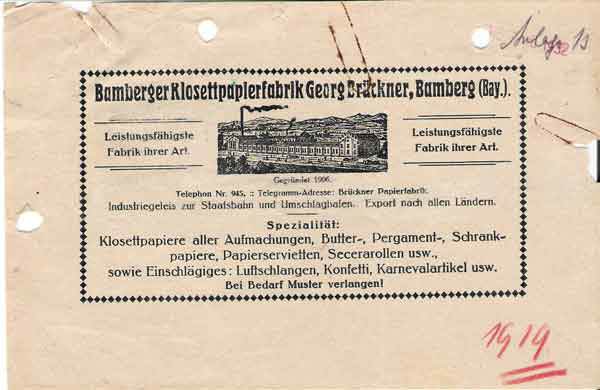 Anlage 13
Bamberger Klosettpapierfabrik Georg Brückner, Bamberg (Bay.).
Leistungsfähigste
Fabrik ihrer Art.
Leistungsfähigste
Fabrik ihrer Art.
Gegründet 1906.
Telephon Nr. 945. :: Telegramm-Adresse: Brückner Papierfabrik.
Industriegeleis zur Staatsbahn und Umschlaghafen. Export nach allen Ländern.
Spezialität:
Klosettpapiere aller Aufmachungen, Butter-, Pergament-, Schrank-
papiere, Papierservietten, Secerarollen usw.,
sowie Einschlägiges: Luftschlangen, Konfetti, Karnevalartikel usw.
Bei Bedarf Muster verlangen!
1919